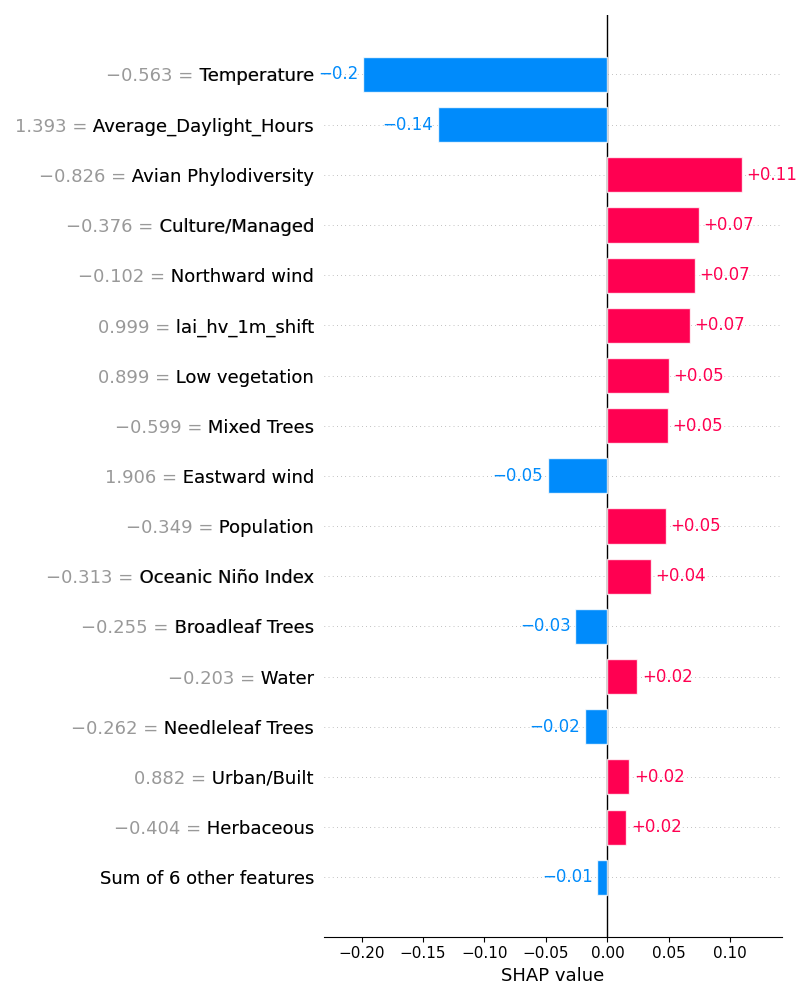 −0.563 = Temperature −0.2
1.393 = Average_Daylight_Hours −0.14
−0.826 = Avian Phylodiversity +0.11
−0.376 = Culture/Managed +0.07
−0.102 = Northward wind +0.07
0.999 = lai_hv_1m_shift +0.07
0.899 = Low vegetation +0.05
−0.599 = Mixed Trees +0.05
1.906 = Eastward wind −0.05
−0.349 = Population +0.05
−0.313 = Oceanic Niño Index +0.04
−0.255 = Broadleaf Trees −0.03
−0.203 = Water +0.02
−0.262 = Needleleaf Trees −0.02
0.882 = Urban/Built +0.02
−0.404 = Herbaceous +0.02
Sum of 6 other features −0.01
−0.20 −0.15 −0.10 −0.05 0.00 0.05 0.10
SHAP value